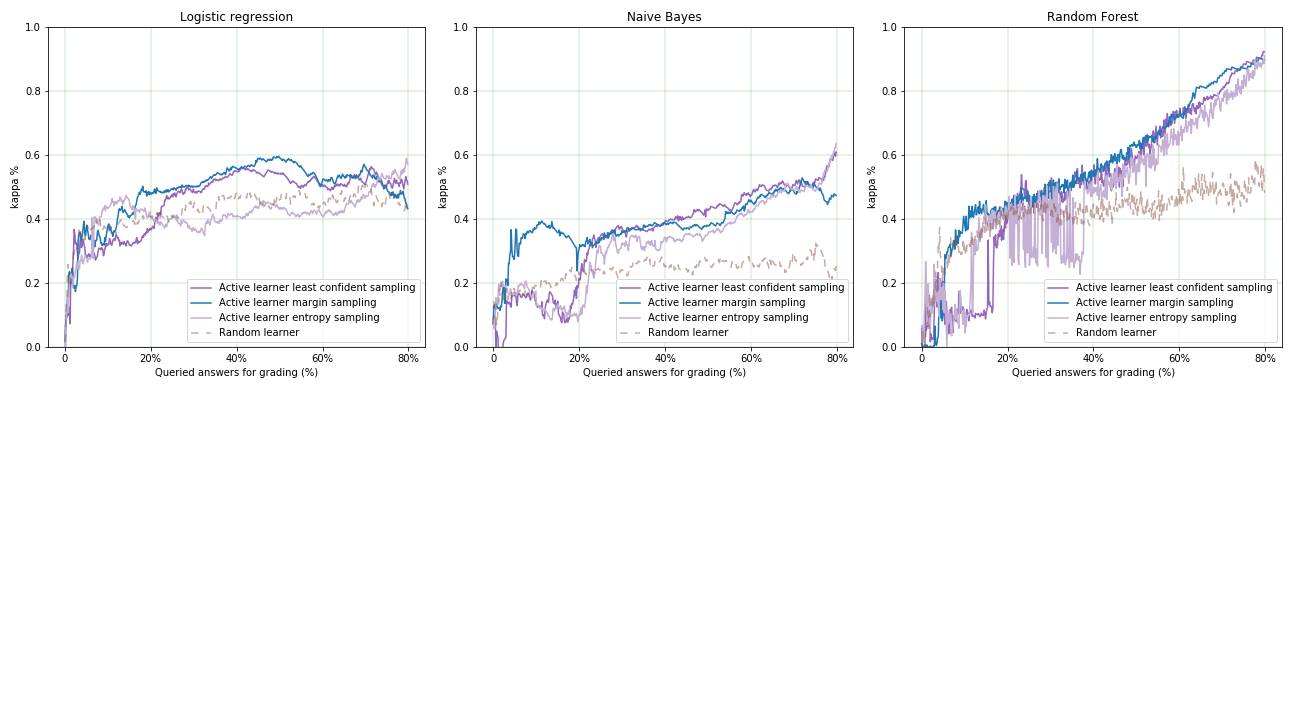 Logistic regression
1.0
0.8
0.6
0.4
0.2
0.0
kappa %
0
20%
40%
60%
80%
Queried answers for grading (%)
Active learner least confident sampling
Active learner margin sampling
Active learner entropy sampling
Random learner
Naive Bayes
1.0
0.8
0.6
0.4
0.2
0.0
kappa %
0
20%
40%
60%
80%
Queried answers for grading (%)
Active learner least confident sampling
Active learner margin sampling
Active learner entropy sampling
Random learner
Random Forest
1.0
0.8
0.6
0.4
0.2
0.0
kappa %
0
20%
40%
60%
80%
Queried answers for grading (%)
Active learner least confident sampling
Active learner margin sampling
Active learner entropy sampling
Random learner